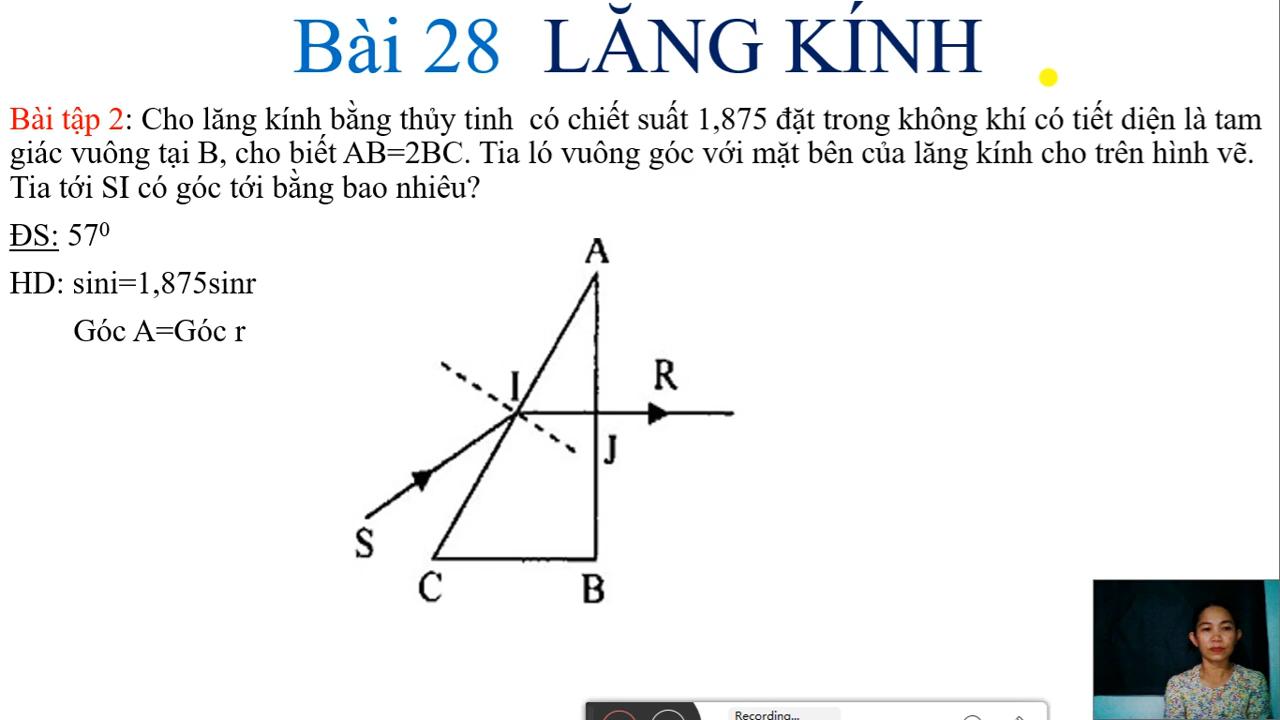 Bài 28 LĂNG KÍNH
Bài tập 2: Cho lăng kính bằng thủy tinh có chiết suất 1,875 đặt trong không khí có tiết diện là tam
giác vuông tại B, cho biết AB=2BC. Tia ló vuông góc với mặt bên của lăng kính cho trên hình vẽ.
Tia tới SI có góc tới bằng bao nhiêu?
ĐS: 57⁰
HD: sini=1,875sinr
Góc A=Góc r
A
I
R
J
S
C
B
Recording...